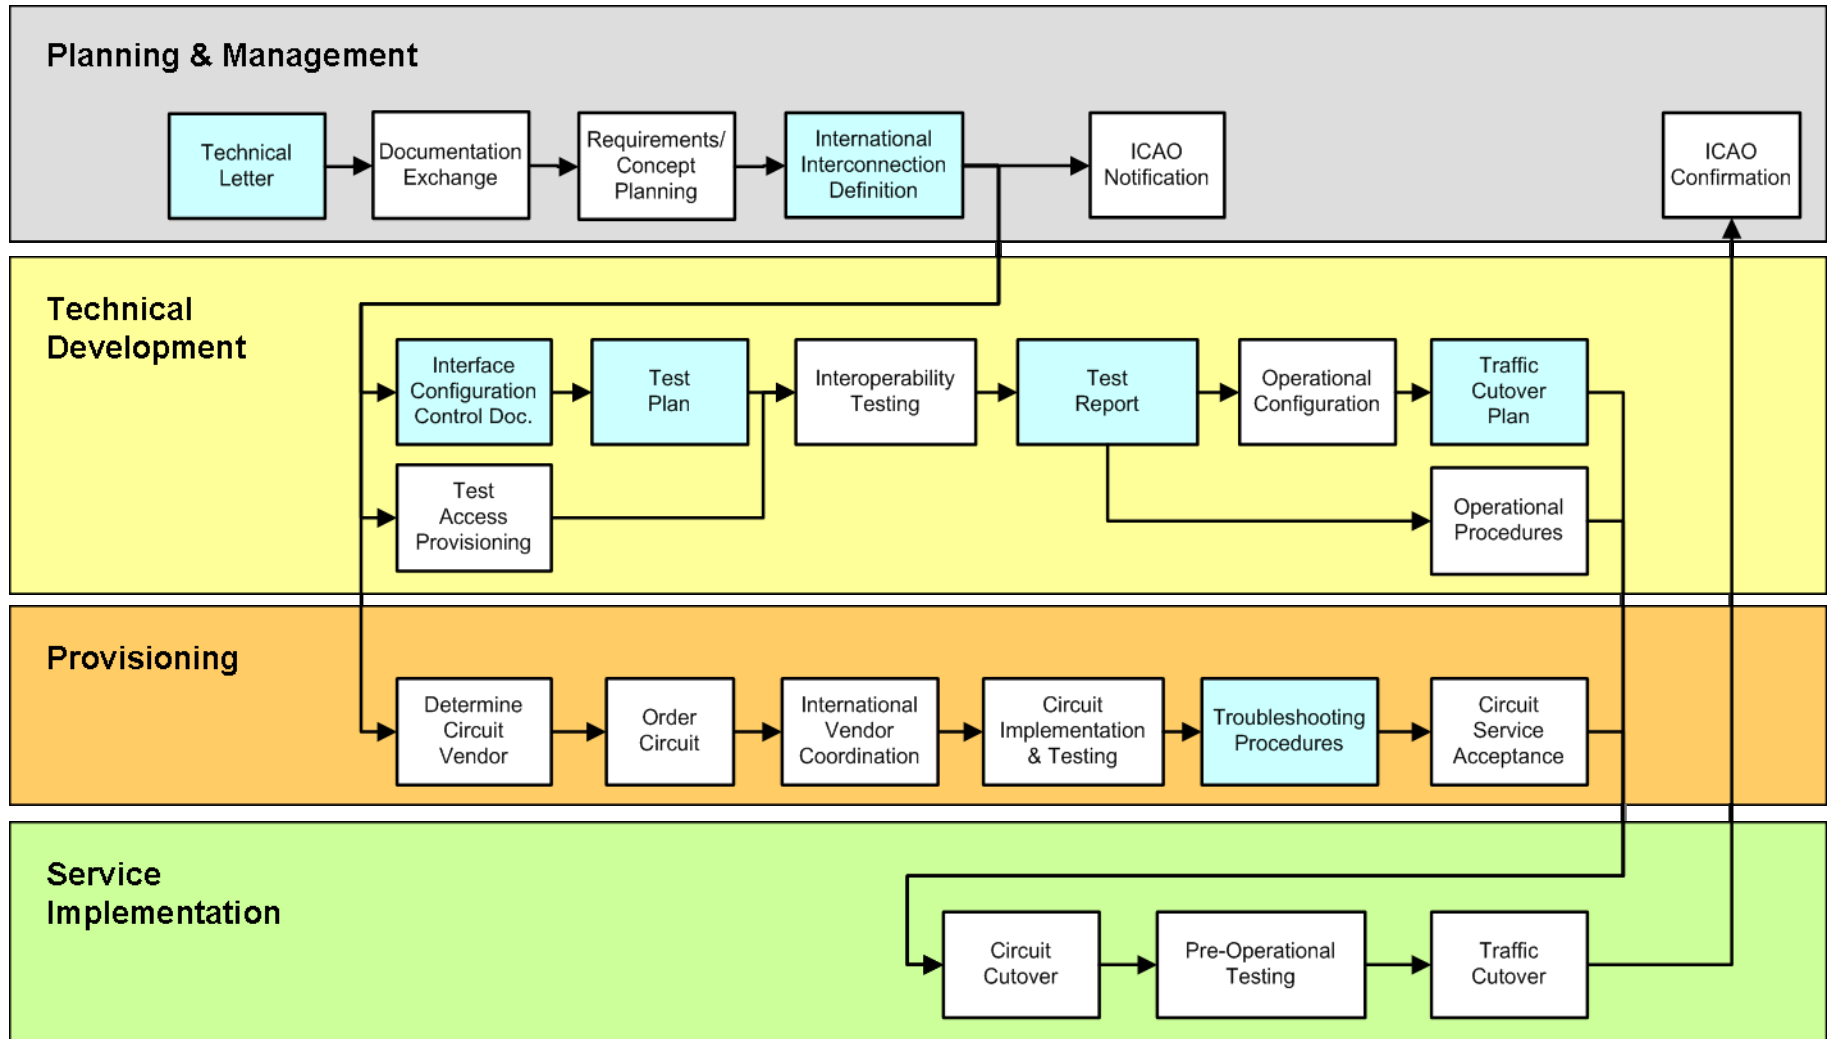 Planning & Management
Technical
Letter
Documentation
Exchange
Requirements/
Concept
Planning
International
Interconnection
Definition
ICAO
Notification
ICAO
Confirmation
Technical
Development
Interface
Configuration
Control Doc.
Test
Plan
Interoperability
Testing
Test
Report
Operational
Configuration
Traffic
Cutover
Plan
Test
Access
Provisioning
Operational
Procedures
Provisioning
Determine
Circuit
Vendor
Order
Circuit
International
Vendor
Coordination
Circuit
Implementation
& Testing
Troubleshooting
Procedures
Circuit
Service
Acceptance
Service
Implementation
Circuit
Cutover
Pre-Operational
Testing
Traffic
Cutover